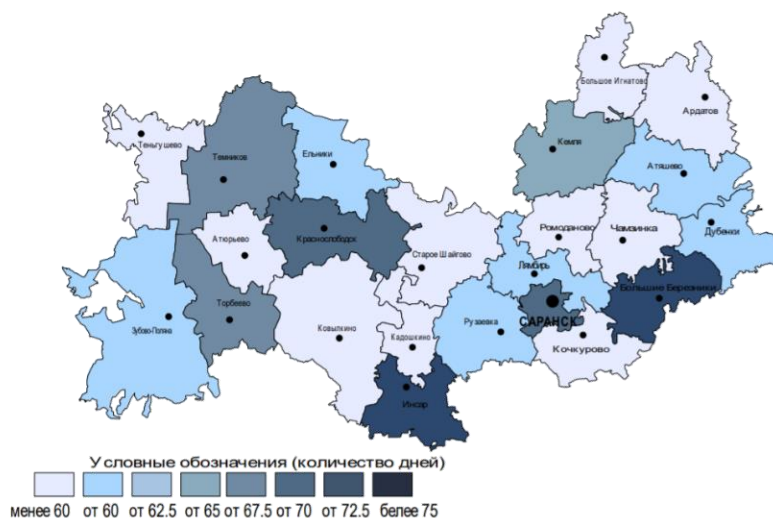 Большое Игнатово
Ардатов
Теньгушево
Темников
Ельники
Кемля
Атяшево
Атюрьево
Краснослободск
Старое Шайгово
Ромоданово
Чамзинка
Дубенки
Лямбирь
Большие Березники
Зубово-Поляна
Торбеево
Ковылкино
Кадошкино
Рузаевка
САРАНСК
Кочкурово
Инсар
Условные обозначения (количество дней)
менее 60 от 60 от 62.5 от 65 от 67.5 от 70 от 72.5 белее 75